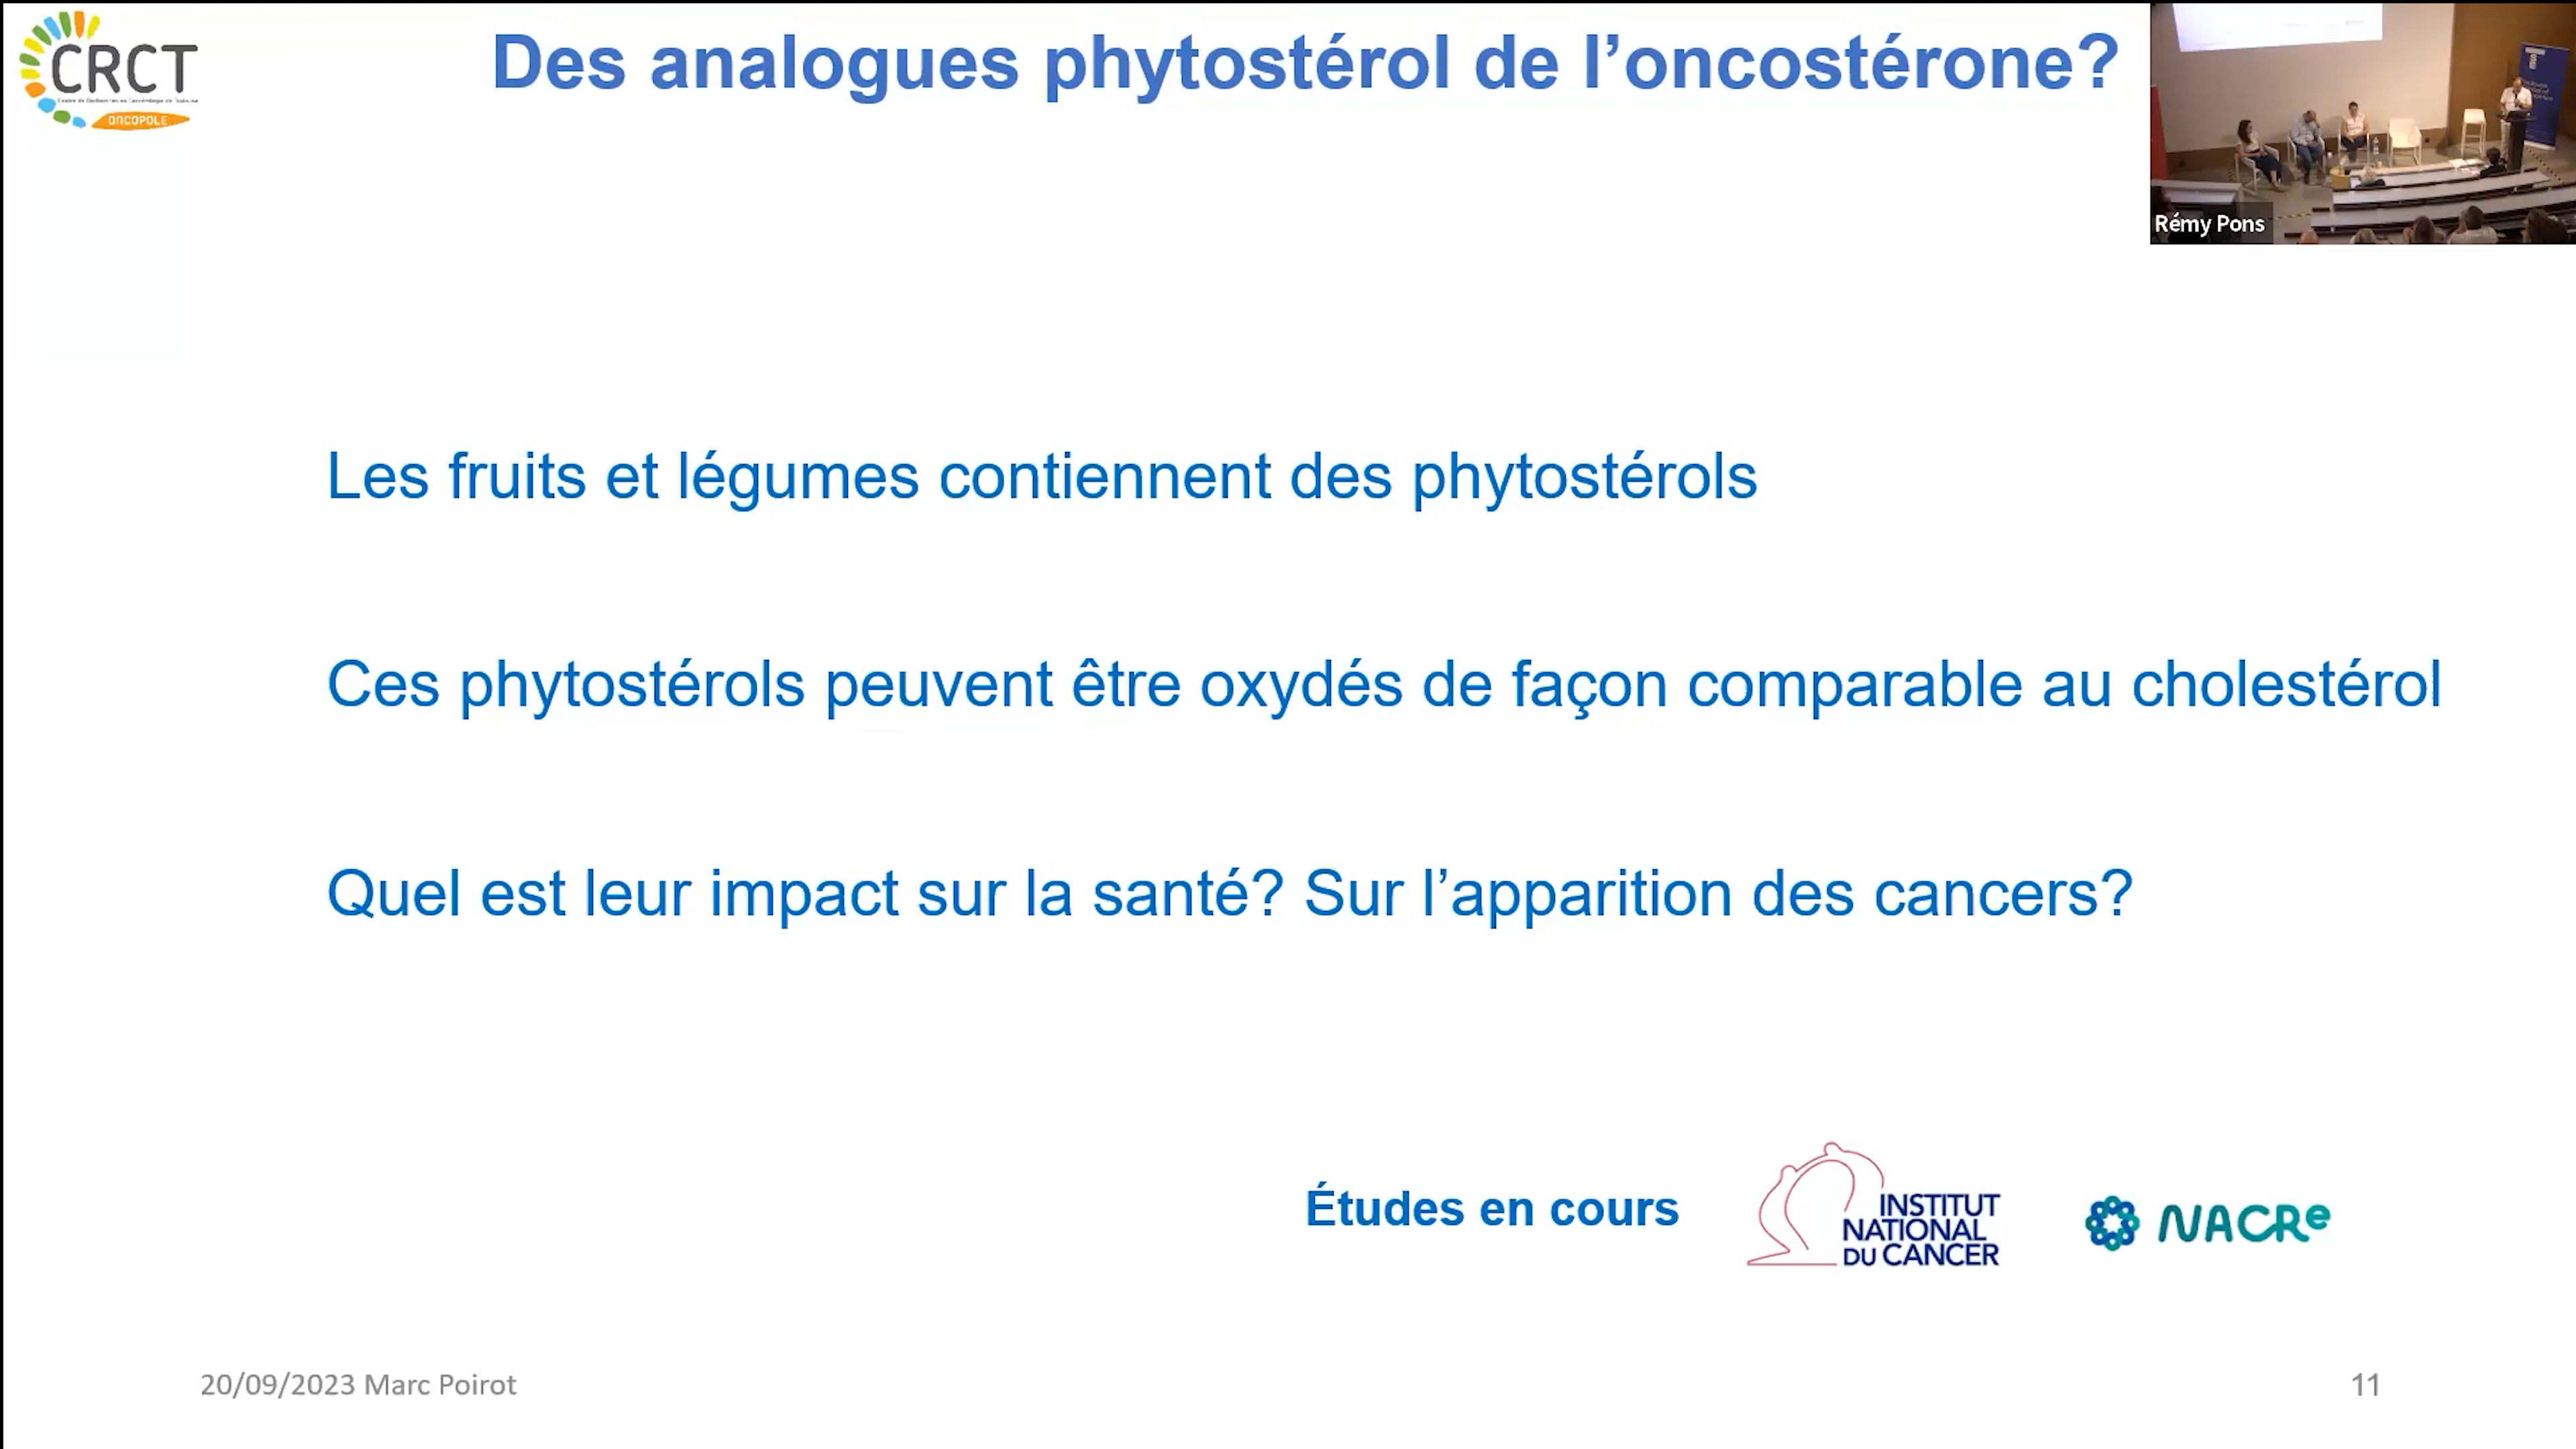 CRCT
ONCOPOLE
Des analogues phytostérol de l’oncostérone?
Rémy Pons
Les fruits et légumes contiennent des phytostérols
Ces phytostérols peuvent être oxydés de façon comparable au cholestérol
Quel est leur impact sur la santé? Sur l’apparition des cancers?
Études en cours
INSTITUT
NATIONAL
DU CANCER
NACRe
20/09/2023 Marc Poirot
11